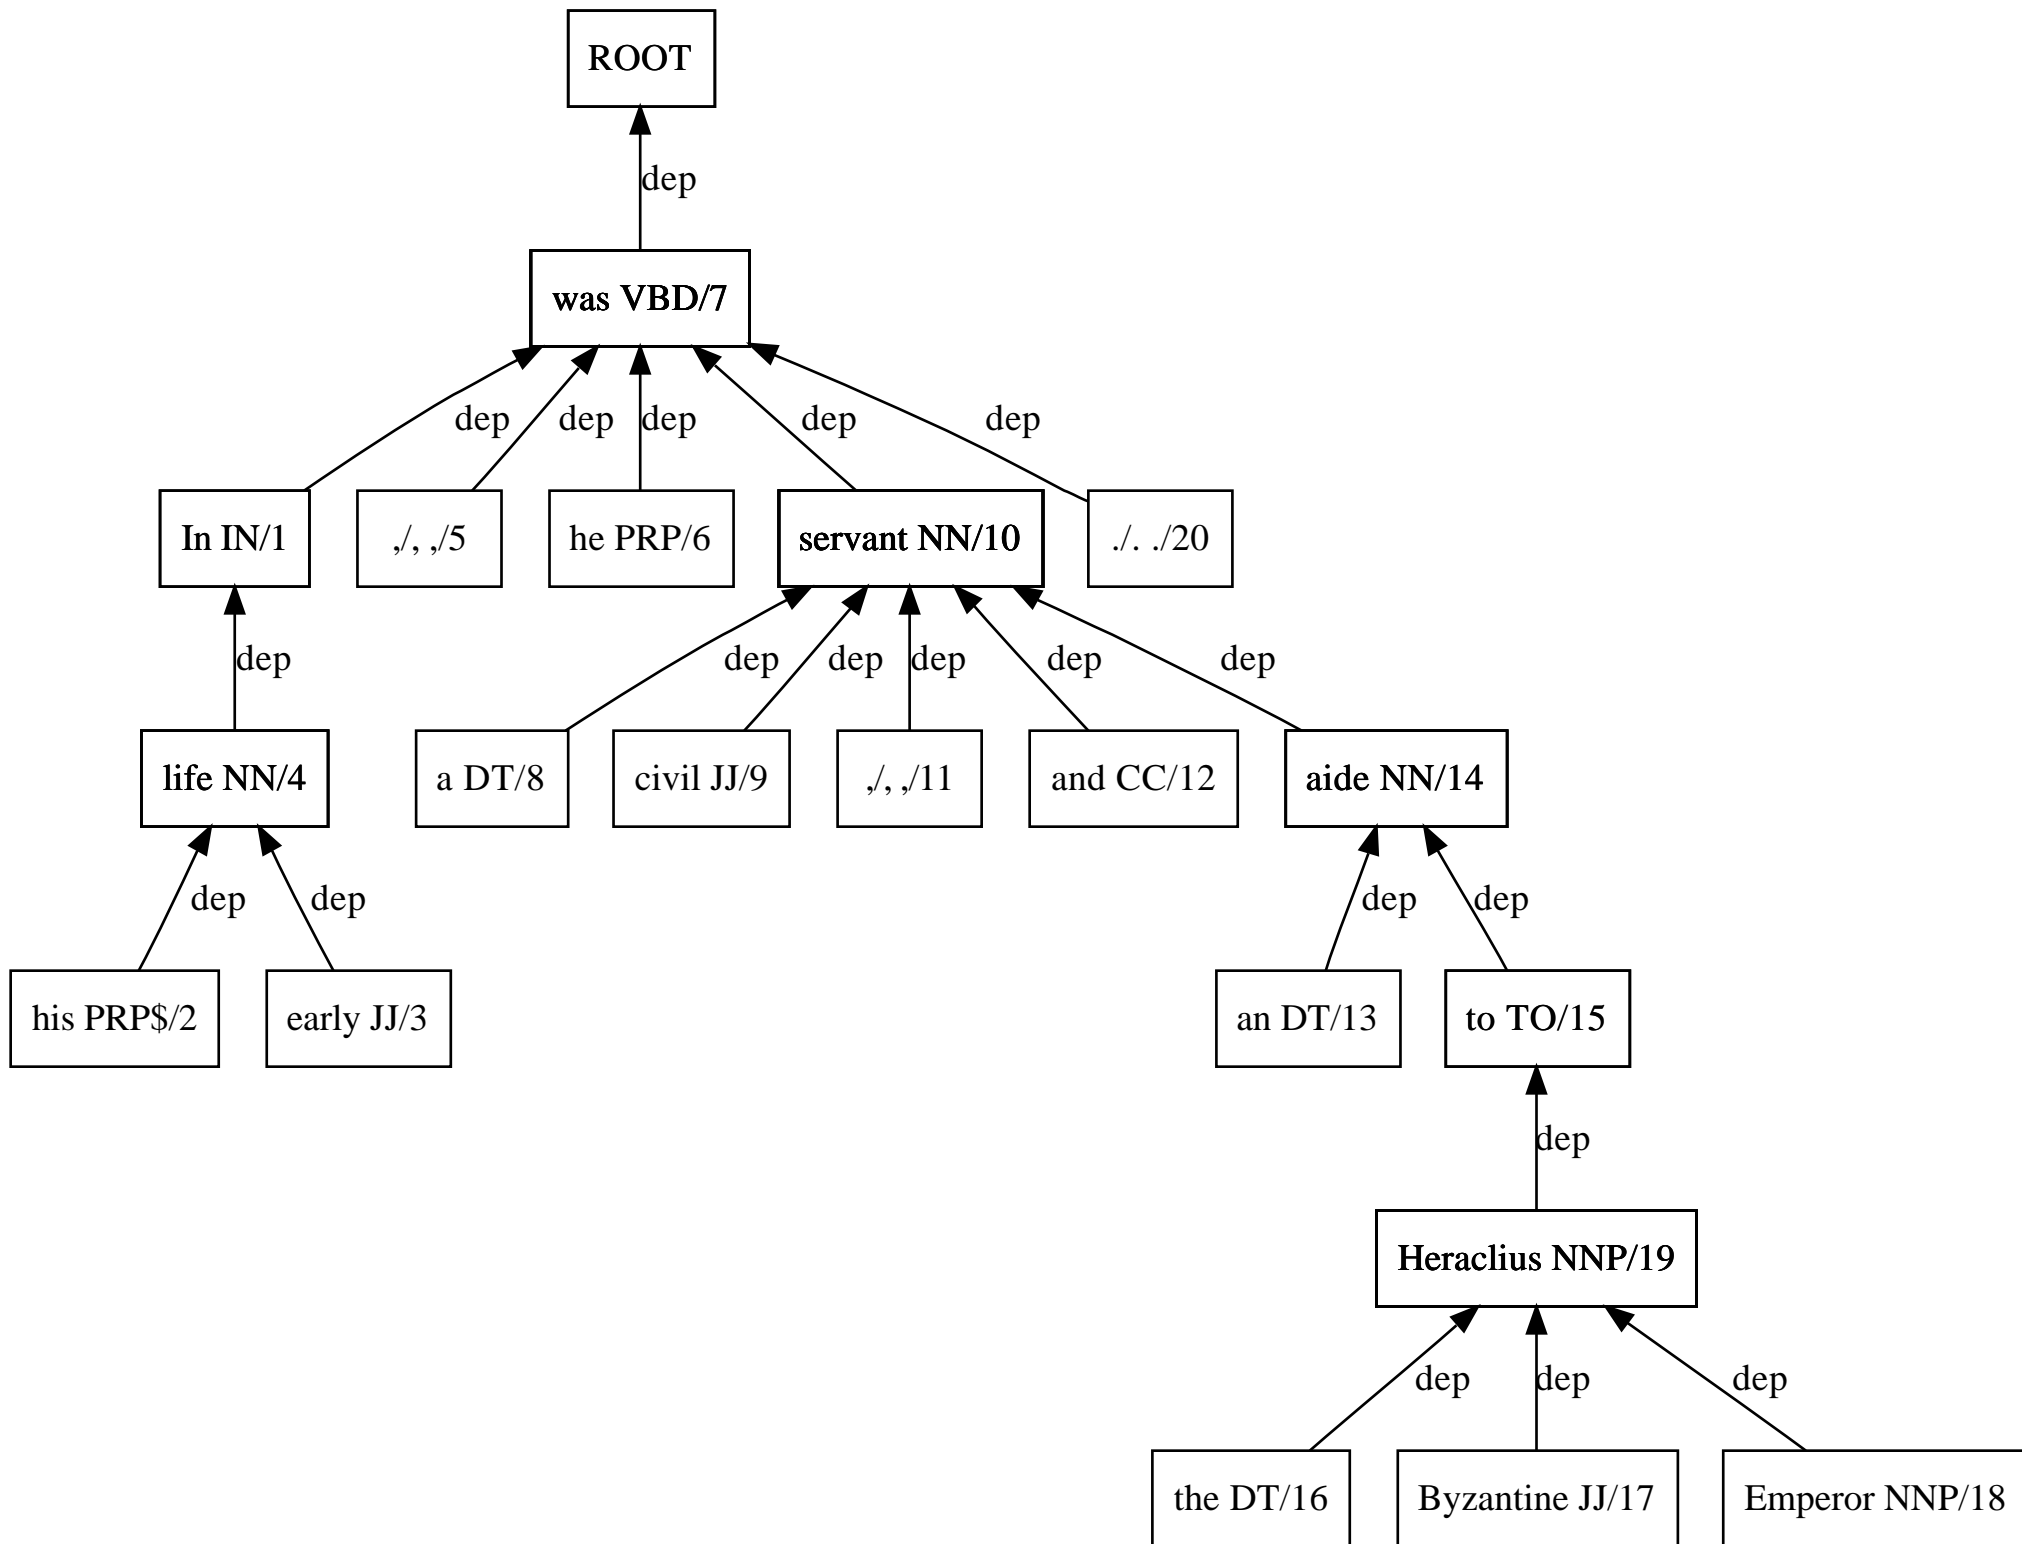 ROOT
dep
was VBD/7
dep dep dep dep dep
In IN/1 ,/, ,/5 he PRP/6 servant NN/10 ./. ./20
dep dep dep dep dep dep
life NN/4 a DT/8 civil JJ/9 ,/, ,/11 and CC/12 aide NN/14
dep dep dep dep
his PRP$/2 early JJ/3 an DT/13 to TO/15
dep
Heraclius NNP/19
dep dep dep
the DT/16 Byzantine JJ/17 Emperor NNP/18